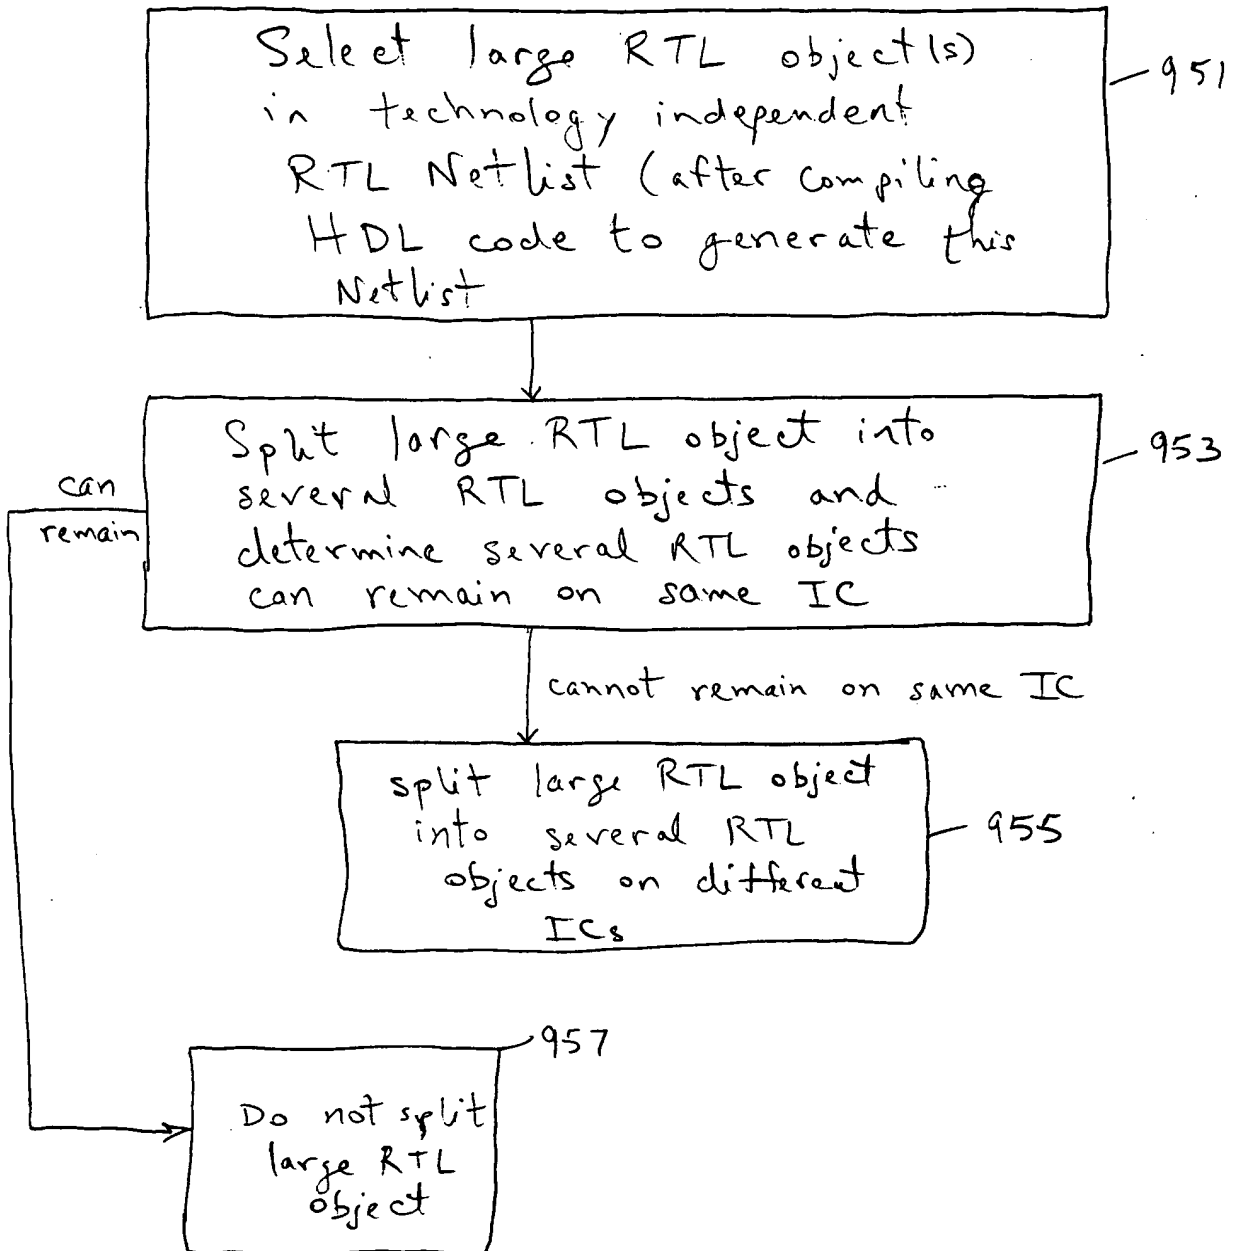 Select large RTL object(s)
in technology independent
RTL Netlist (after compiling
HDL code to generate this
Netlist
951
Split large RTL object into
several RTL objects and
determine several RTL objects
can remain on same IC
953
can
remain
cannot remain on same IC
split large RTL object
into several RTL
objects on different
ICs
955
957
Do not split
large RTL
object